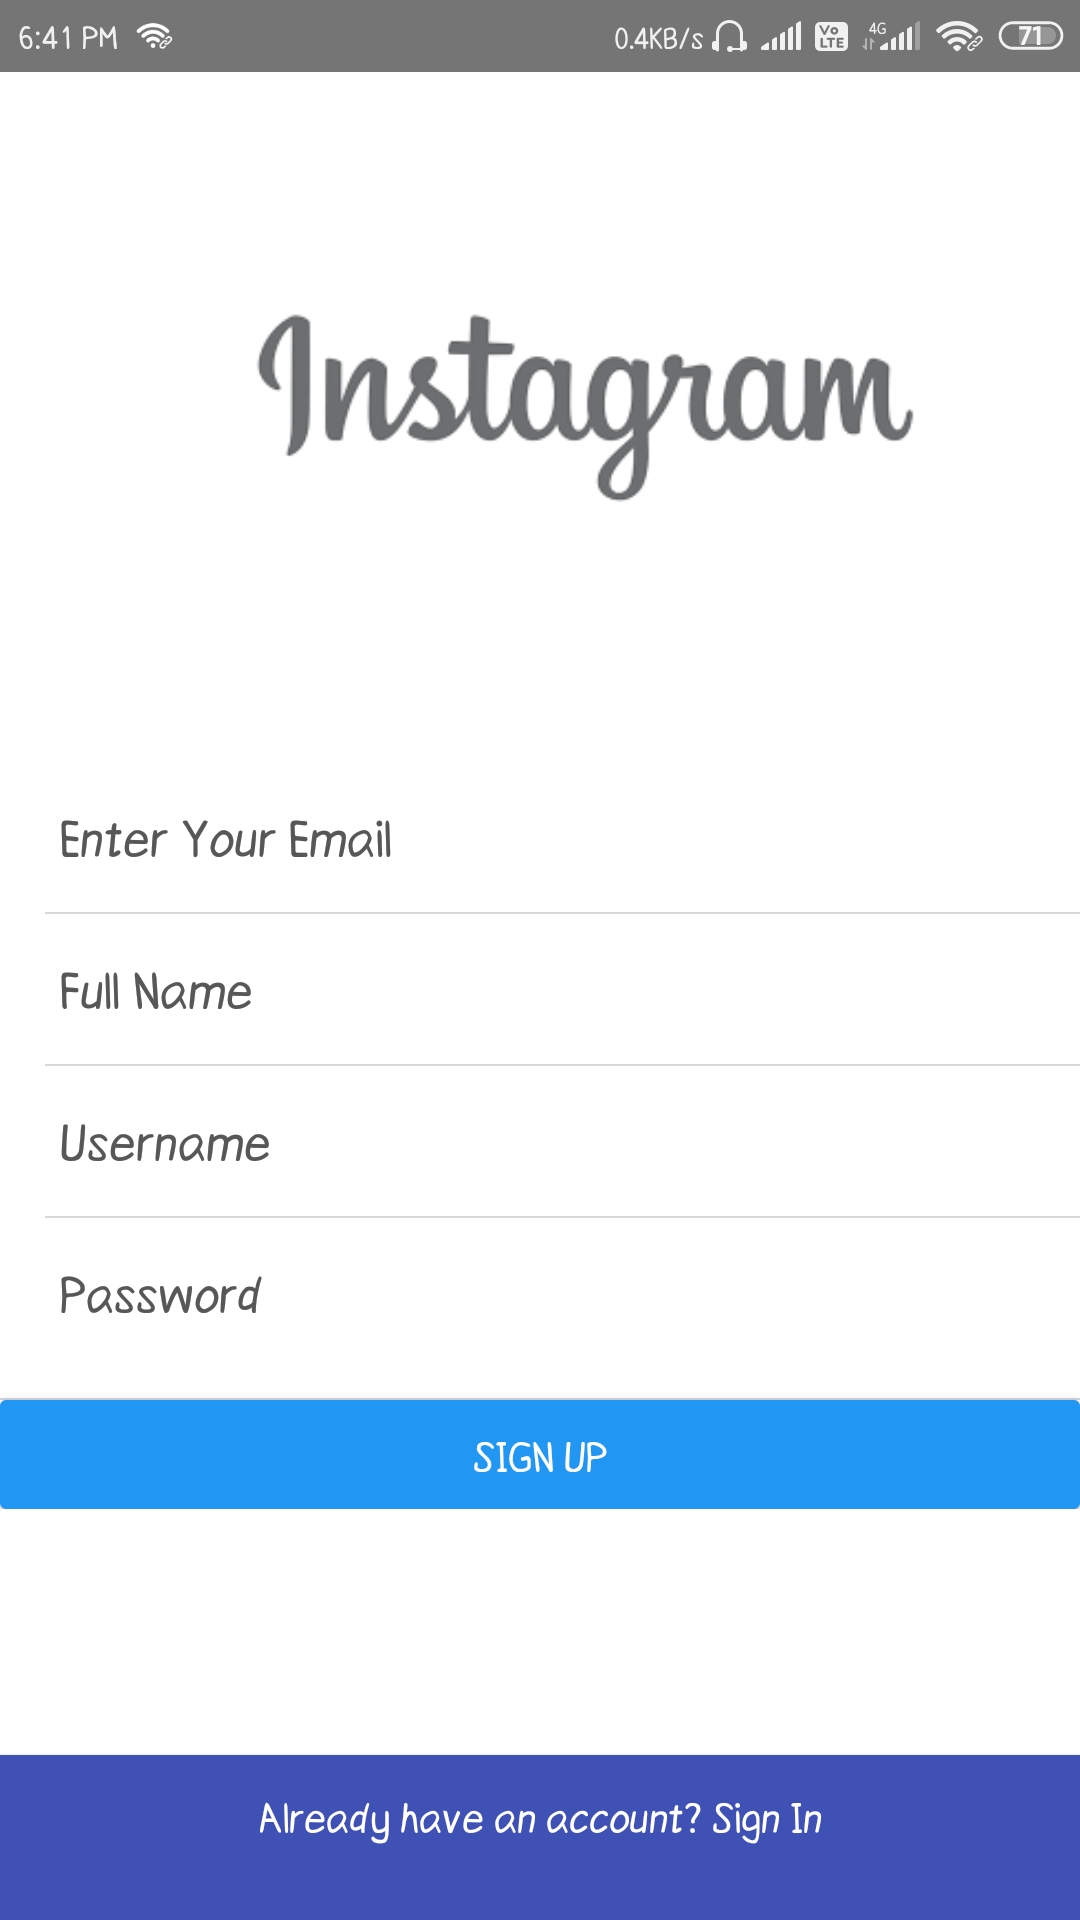 6:41 PM 0.4KB/s Vo LTE 4G 71
Instagram
Enter Your Email
Full Name
Username
Password
SIGN UP
Already have an account? Sign In